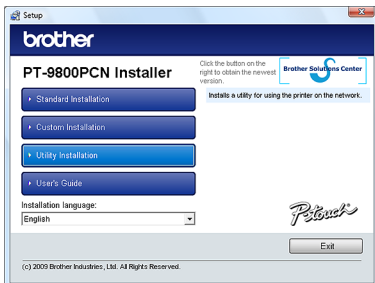 Setup
brother
PT-9800PCN Installer
Click the button on the
right to obtain the newest
version.
Brother Solutions Center
Standard Installation
Installs a utility for using the printer on the network.
Custom Installation
Utility Installation
User's Guide
Installation language:
English
P-touch
Exit
(c) 2009 Brother Industries, Ltd. All Rights Reserved.